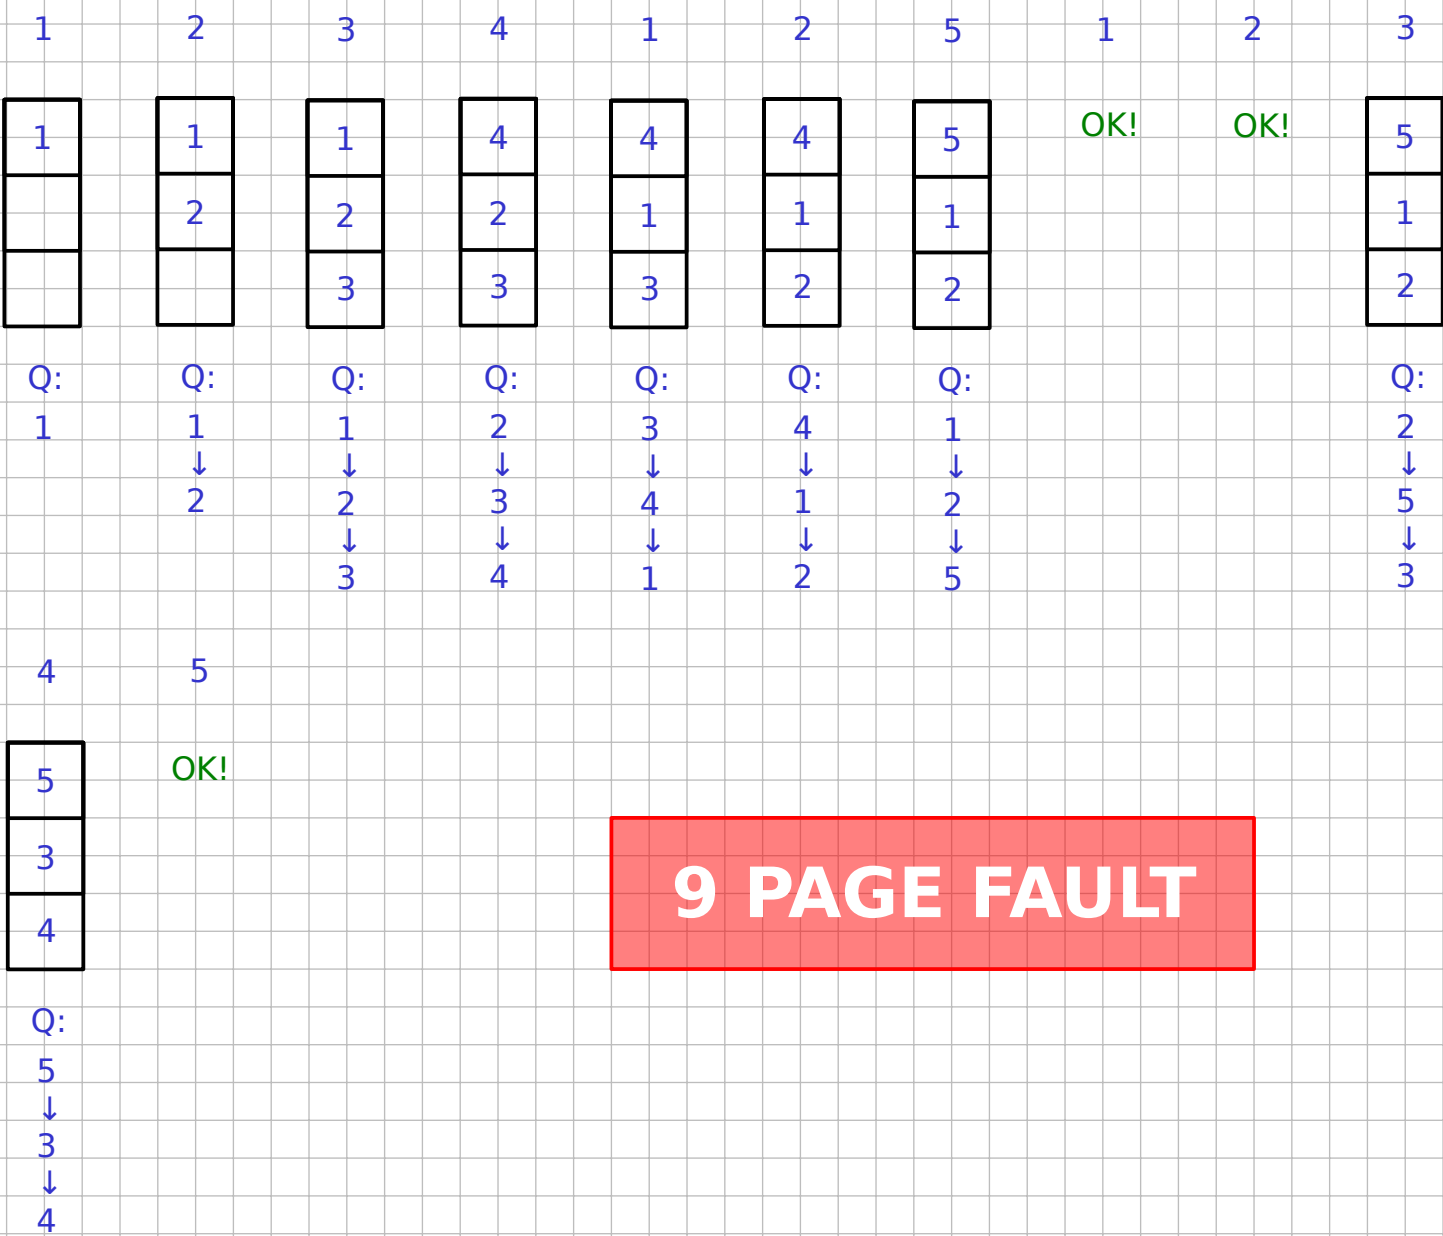 1 2 3 4 1 2 5 1 2 3
1 1 1 4 4 4 5 OK! OK! 5
2 2 2 1 1 1 1
3 3 3 2 2 2
Q: Q: Q: Q: Q: Q: Q: Q:
1 1 1 2 3 4 1 2
↓ ↓ ↓ ↓ ↓ ↓ ↓
2 2 3 4 1 2 5
↓ ↓ ↓ ↓ ↓ ↓
3 4 1 2 5 3
4 5
5 OK!
3
4
9 PAGE FAULT
Q:
5
↓
3
↓
4